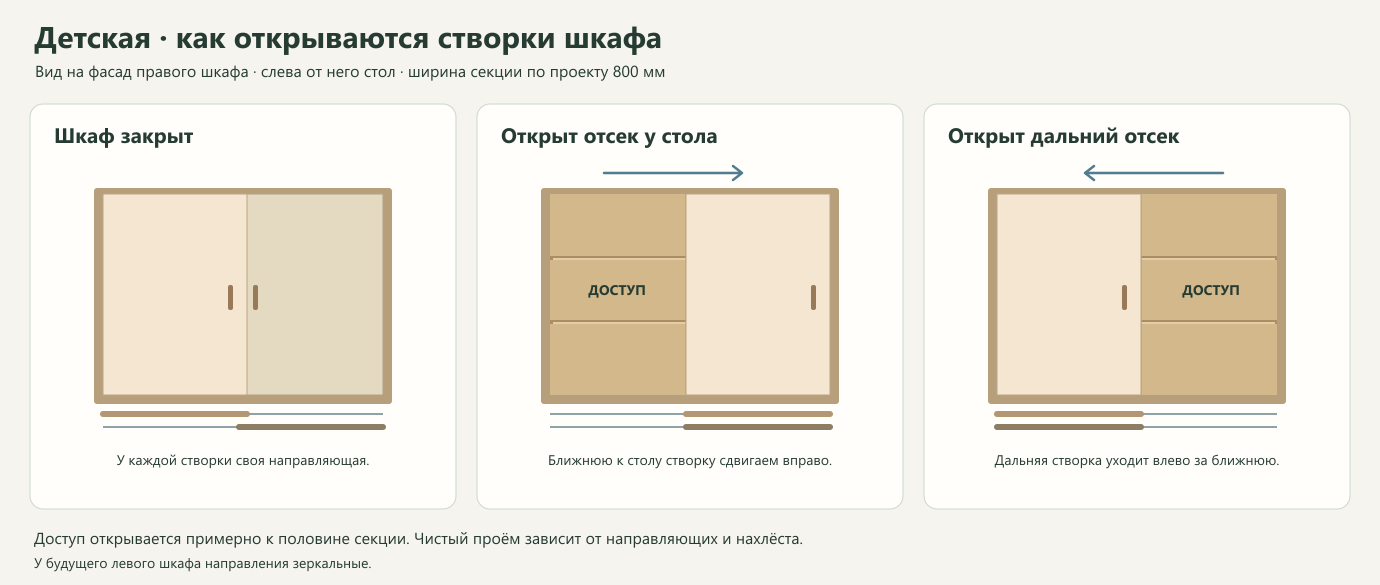 Детская · как открываются створки шкафа
Вид на фасад правого шкафа · слева от него стол · ширина секции по проекту 800 мм
Шкаф закрыт
У каждой створки своя направляющая.
Открыт отсек у стола
ДОСТУП
Ближнюю к столу створку сдвигаем вправо.
Открыт дальний отсек
ДОСТУП
Дальняя створка уходит влево за ближнюю.
Доступ открывается примерно к половине секции. Чистый проём зависит от направляющих и нахлёста.
У будущего левого шкафа направления зеркальные.